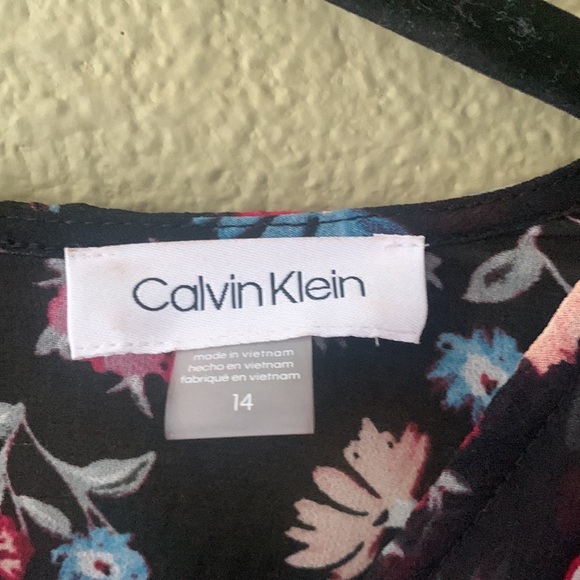 Calvin Klein
made in vietnam
hecho en vietnam
fabriqué en vietnam
14